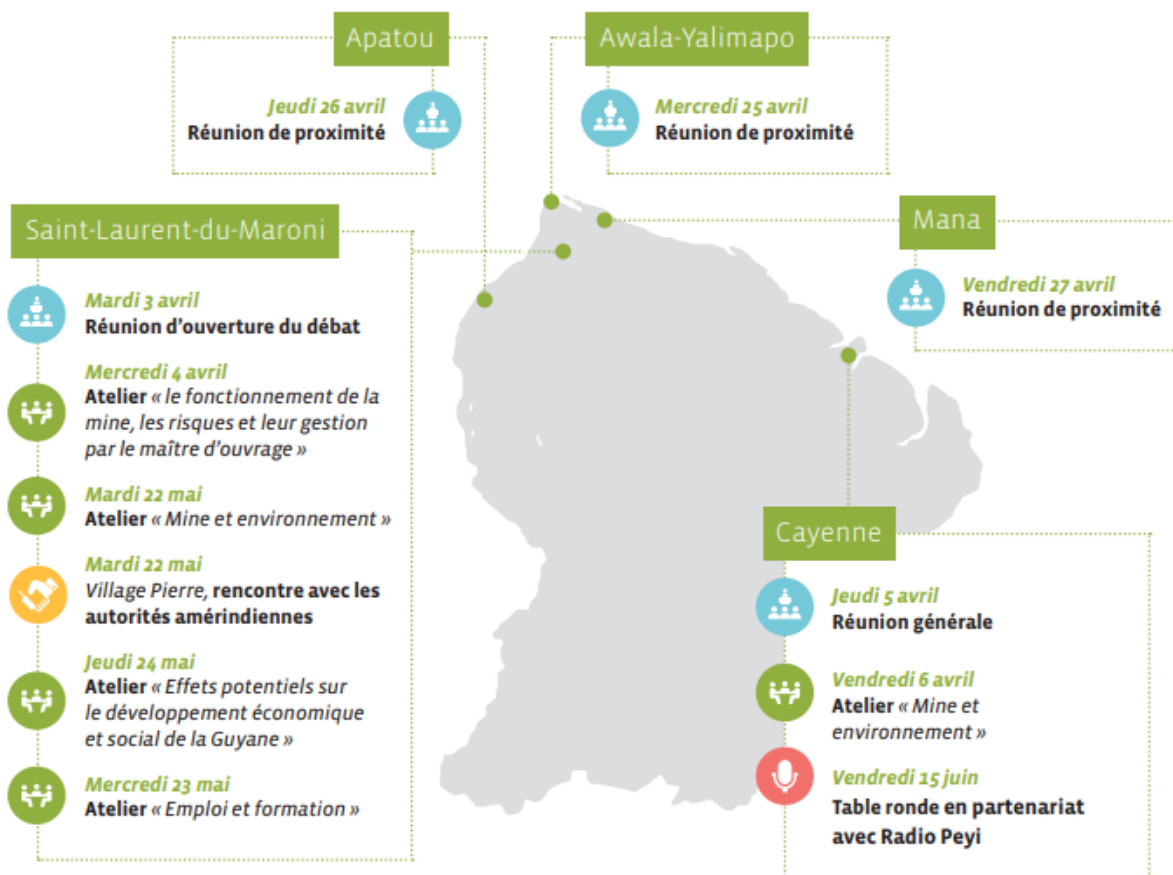 Apatou
Jeudi 26 avril
Réunion de proximité
Awala-Yalimapo
Mercredi 25 avril
Réunion de proximité
Saint-Laurent-du-Maroni
Mardi 3 avril
Réunion d'ouverture du débat
Mercredi 4 avril
Atelier « le fonctionnement de la
mine, les risques et leur gestion
par le maître d'ouvrage »
Mardi 22 mai
Atelier « Mine et environnement »
Mardi 22 mai
Village Pierre, rencontre avec les
autorités amérindiennes
Jeudi 24 mai
Atelier « Effets potentiels sur
le développement économique
et social de la Guyane »
Mercredi 23 mai
Atelier « Emploi et formation »
Mana
Vendredi 27 avril
Réunion de proximité
Cayenne
Jeudi 5 avril
Réunion générale
Vendredi 6 avril
Atelier « Mine et
environnement »
Vendredi 15 juin
Table ronde en partenariat
avec Radio Peyi